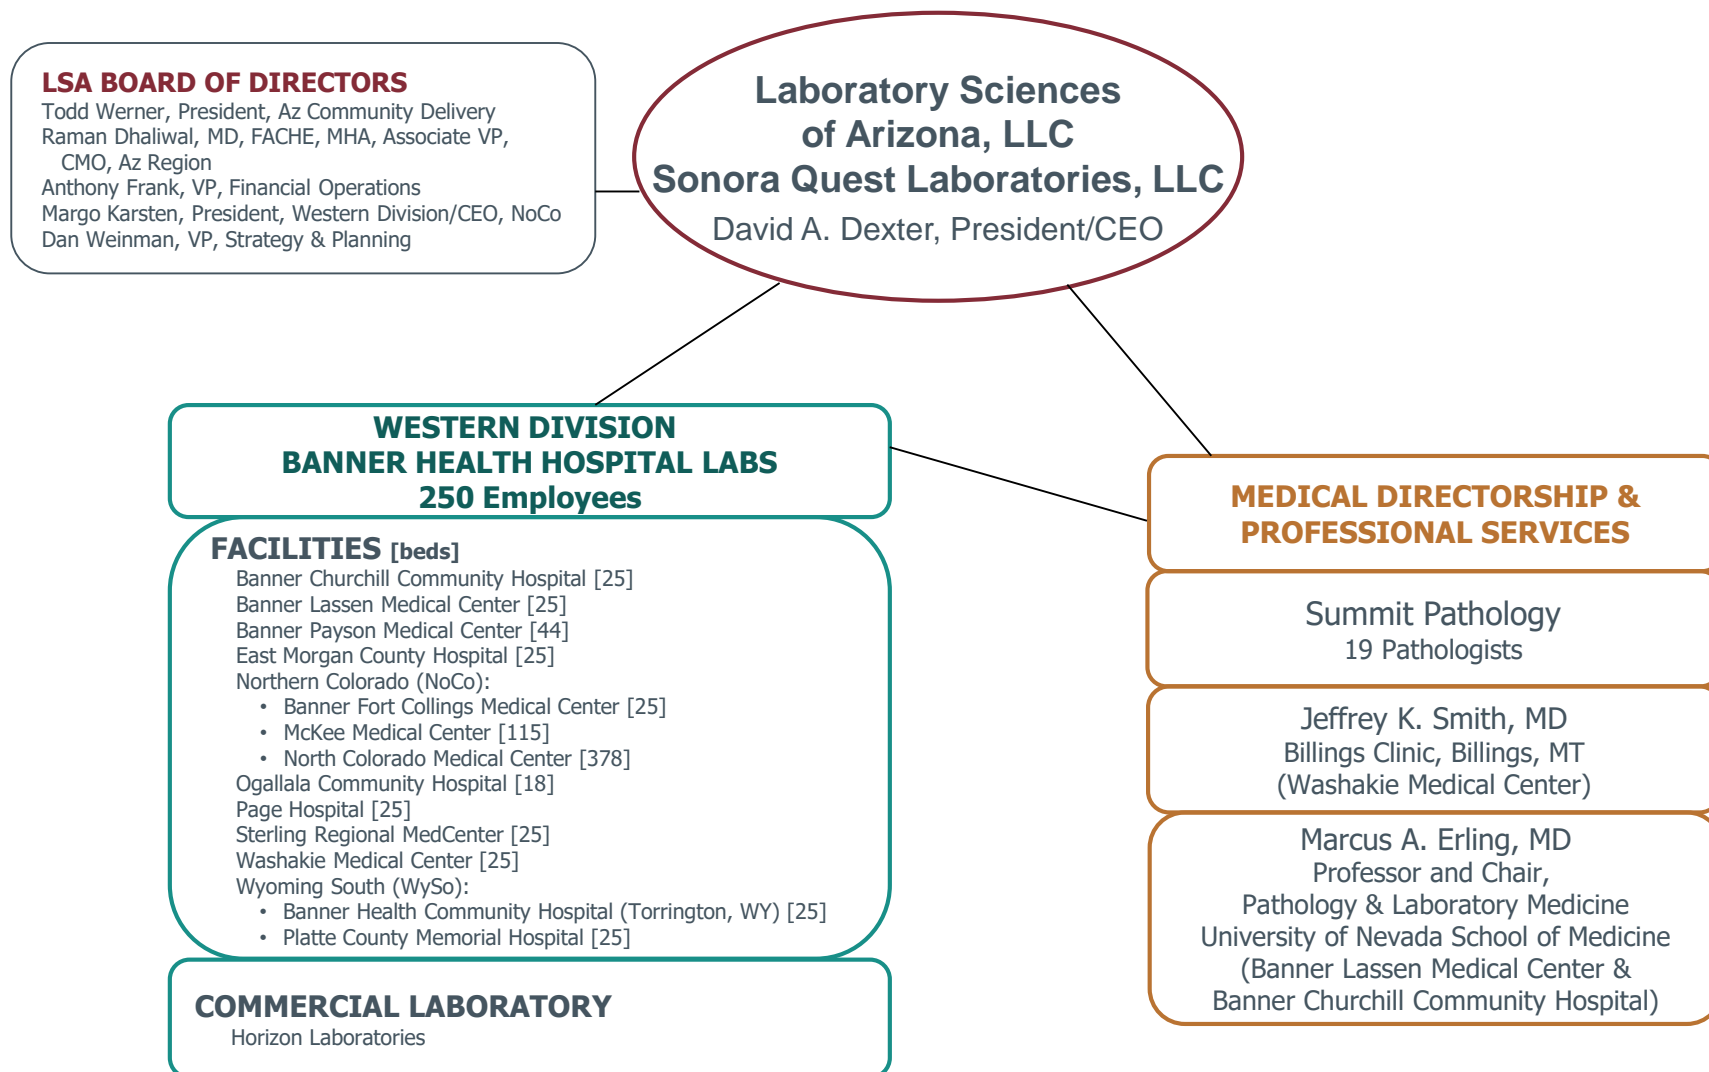 LSA BOARD OF DIRECTORS
Todd Werner, President, Az Community Delivery
Raman Dhaliwal, MD, FACHE, MHA, Associate VP,
CMO, Az Region
Anthony Frank, VP, Financial Operations
Margo Karsten, President, Western Division/CEO, NoCo
Dan Weinman, VP, Strategy & Planning
Laboratory Sciences
of Arizona, LLC
Sonora Quest Laboratories, LLC
David A. Dexter, President/CEO
WESTERN DIVISION
BANNER HEALTH HOSPITAL LABS
250 Employees
FACILITIES [beds]
Banner Churchill Community Hospital [25]
Banner Lassen Medical Center [25]
Banner Payson Medical Center [44]
East Morgan County Hospital [25]
Northern Colorado (NoCo):
• Banner Fort Collings Medical Center [25]
• McKee Medical Center [115]
• North Colorado Medical Center [378]
Ogallala Community Hospital [18]
Page Hospital [25]
Sterling Regional MedCenter [25]
Washakie Medical Center [25]
Wyoming South (WySo):
• Banner Health Community Hospital (Torrington, WY) [25]
• Platte County Memorial Hospital [25]
COMMERCIAL LABORATORY
Horizon Laboratories
MEDICAL DIRECTORSHIP &
PROFESSIONAL SERVICES
Summit Pathology
19 Pathologists
Jeffrey K. Smith, MD
Billings Clinic, Billings, MT
(Washakie Medical Center)
Marcus A. Erling, MD
Professor and Chair,
Pathology & Laboratory Medicine
University of Nevada School of Medicine
(Banner Lassen Medical Center &
Banner Churchill Community Hospital)